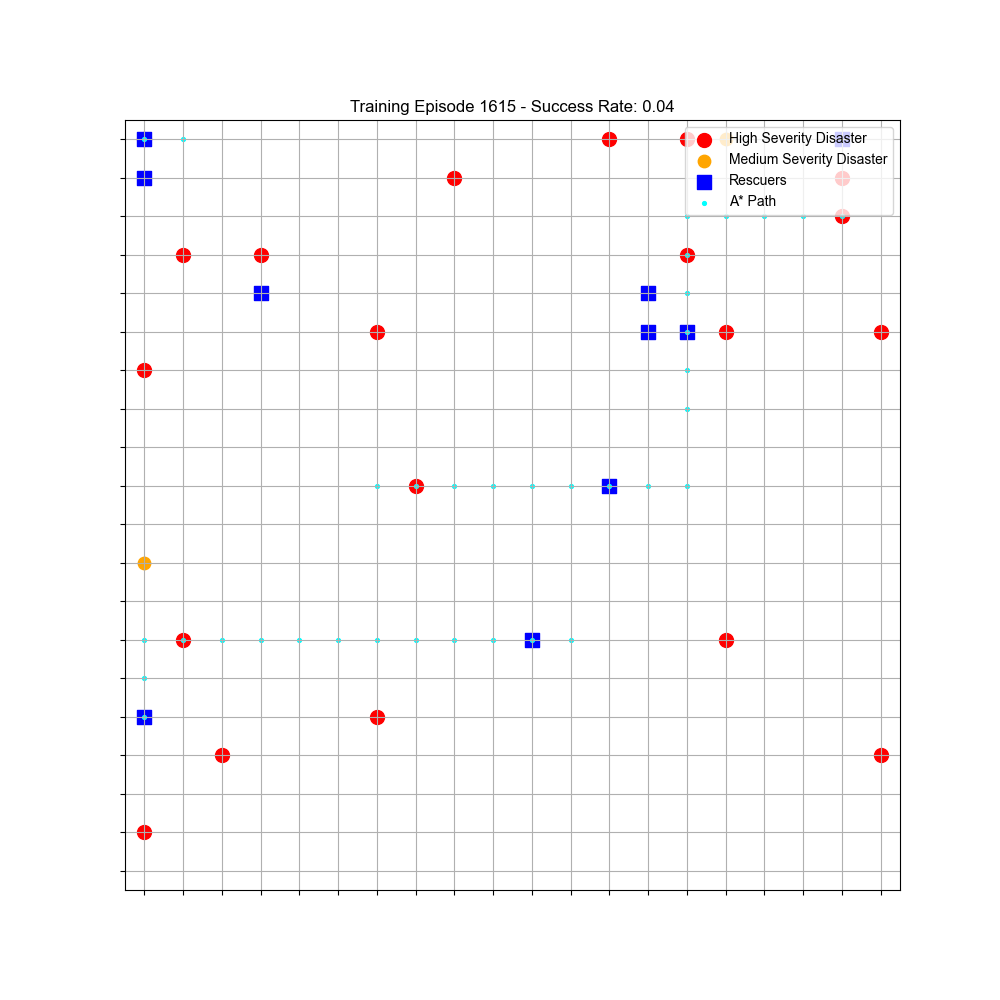 Training Episode 1615 - Success Rate: 0.04
High Severity Disaster
Medium Severity Disaster
Rescuers
A* Path